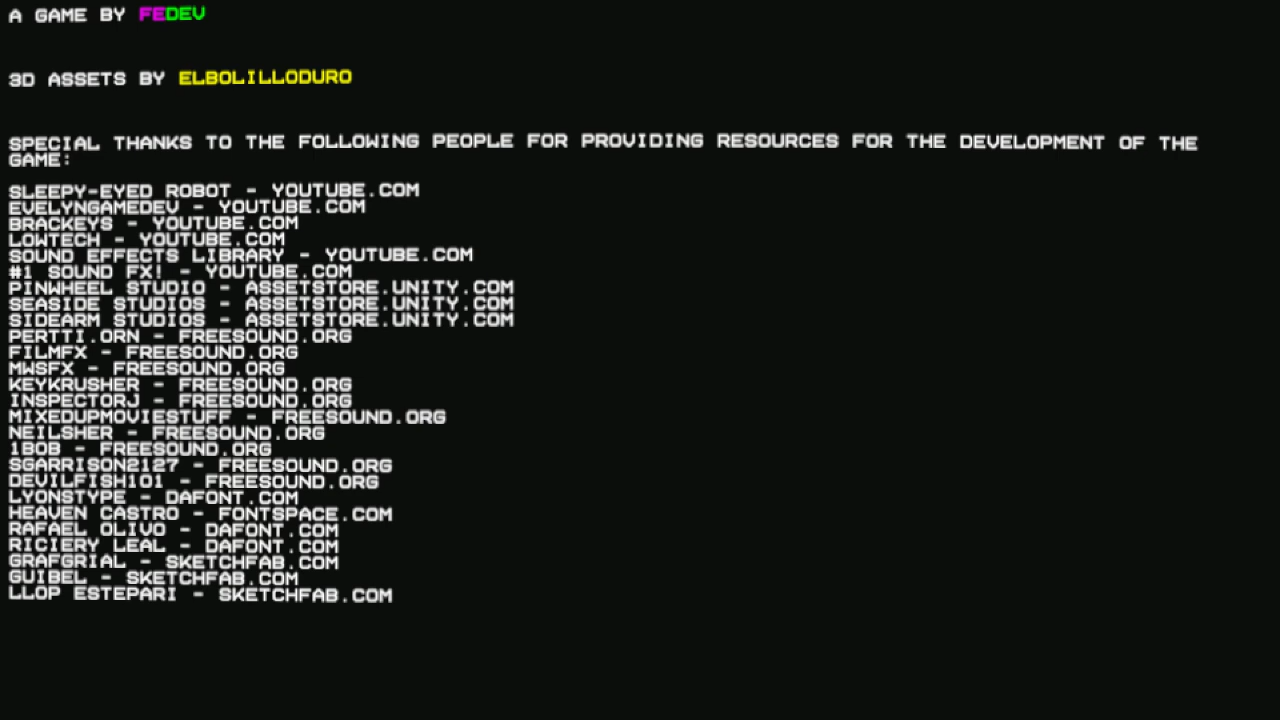 A GAME BY FEDEV
3D ASSETS BY ELBOLILLODURO
SPECIAL THANKS TO THE FOLLOWING PEOPLE FOR PROVIDING RESOURCES FOR THE DEVELOPMENT OF THE
GAME:
SLEEPY-EYED ROBOT - YOUTUBE.COM
EVELYNGAMEDEV - YOUTUBE.COM
BRACKEYS - YOUTUBE.COM
LOWTECH - YOUTUBE.COM
SOUND EFFECTS LIBRARY - YOUTUBE.COM
#1 SOUND FX! - YOUTUBE.COM
PINWHEEL STUDIO - ASSETSTORE.UNITY.COM
SEASIDE STUDIOS - ASSETSTORE.UNITY.COM
SIDEARM STUDIOS - ASSETSTORE.UNITY.COM
PERTTI.ORN - FREESOUND.ORG
FILMFX - FREESOUND.ORG
MWSFX - FREESOUND.ORG
KEYKRUSHER - FREESOUND.ORG
INSPECTORJ - FREESOUND.ORG
MIXEDUPMOVIESTUFF - FREESOUND.ORG
NEILSHER - FREESOUND.ORG
1BOB - FREESOUND.ORG
SGARRISON2127 - FREESOUND.ORG
DEVILFISH101 - FREESOUND.ORG
LYONSTYPE - DAFONT.COM
HEAVEN CASTRO - FONTSPACE.COM
RAFAEL OLIVO - DAFONT.COM
RICIERY LEAL - DAFONT.COM
GRAFGRIAL - SKETCHFAB.COM
GUIBEL - SKETCHFAB.COM
LLOP ESTEPARI - SKETCHFAB.COM